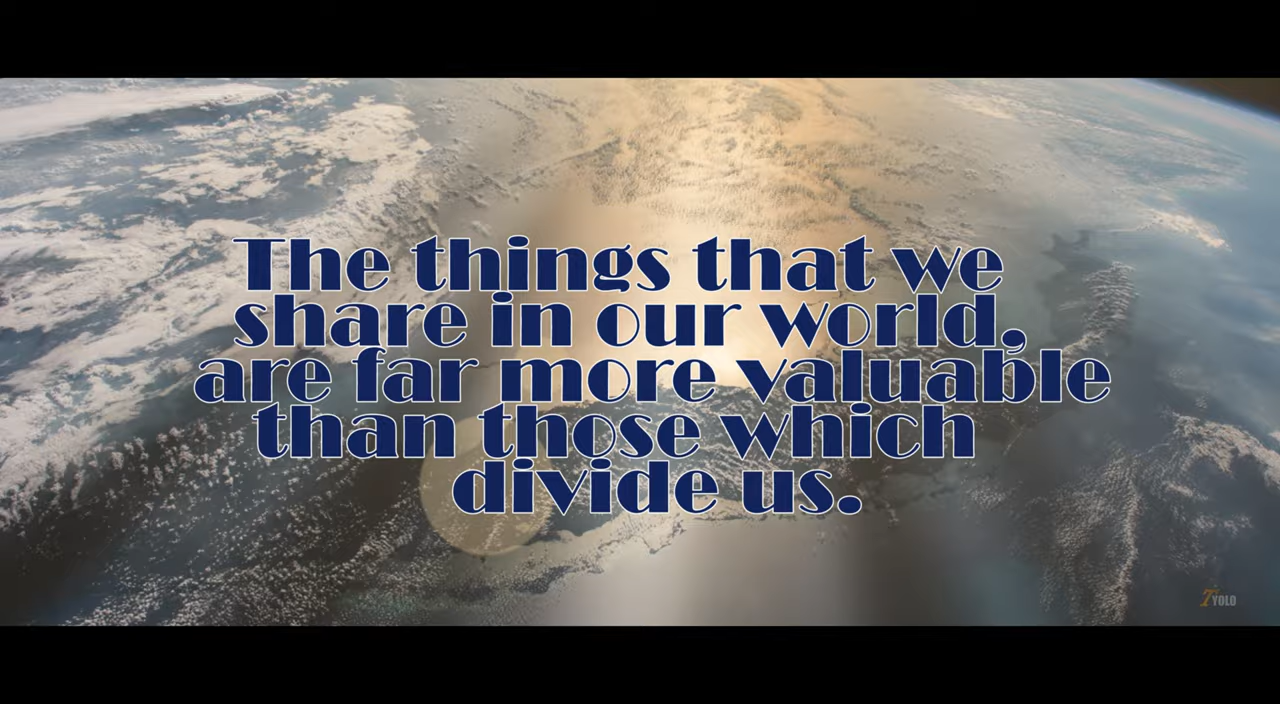 The things that we
share in our world,
are far more valuable
than those which
divide us.
T YOLO